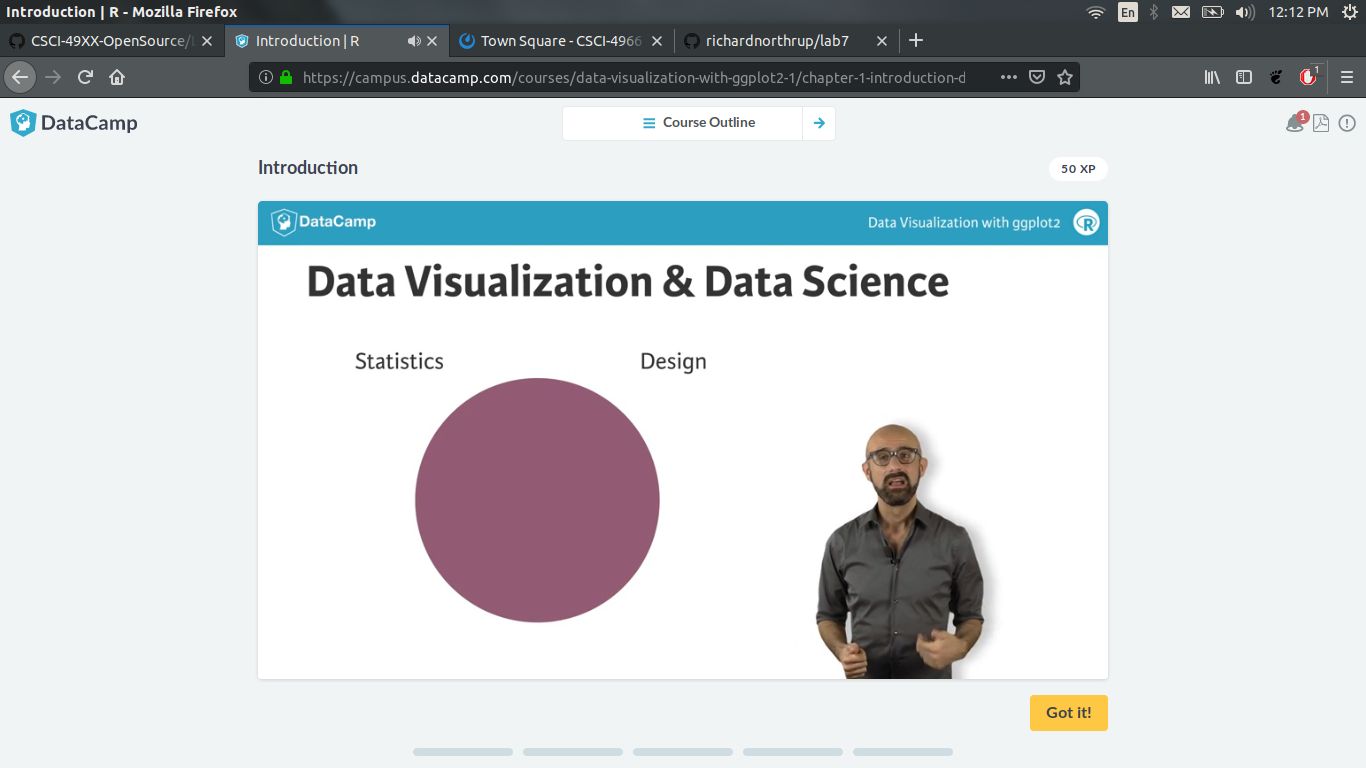 Introduction | R - Mozilla Firefox
En
12:12 PM
CSCI-49XX-OpenSource/
Introduction | R
Town Square - CSCI-4966
richardnorthrup/lab7
https://campus.datacamp.com/courses/data-visualization-with-ggplot2-1/chapter-1-introduction-d
1
DataCamp
Course Outline
1
Introduction
50 XP
DataCamp
Data Visualization with ggplot2
R
Data Visualization & Data Science
Statistics
Design
Got it!